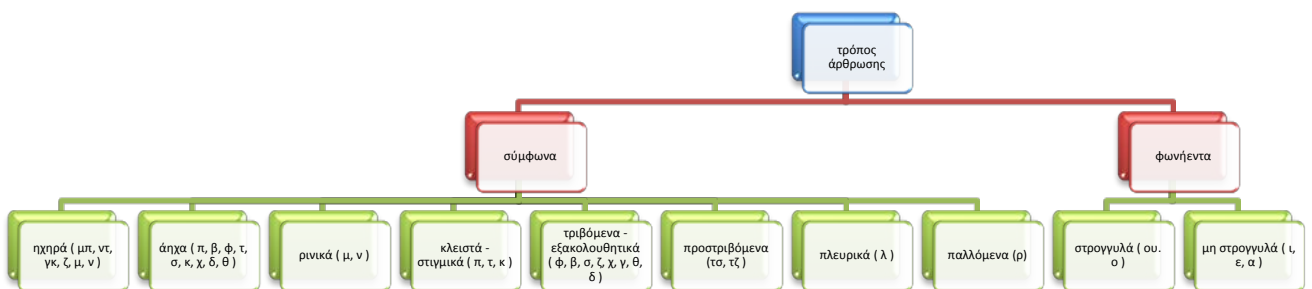 τρόπος
άρθρωσης
σύμφωνα
φωνήεντα
ηχηρά ( μπ, ντ,
γκ, ζ, μ, ν )
άηχα ( π, β, φ, τ,
σ, κ, χ, δ, θ )
ρινικά ( μ, ν )
κλειστά -
στιγμικά ( π, τ, κ )
τριβόμενα -
εξακολουθητικά
( φ, β, σ, ζ, χ, γ, θ,
δ )
προστριβόμενα
(τσ, τζ )
πλευρικά ( λ )
παλλόμενα (ρ)
στρογγυλά ( ου.
ο )
μη στρογγυλά ( ι,
ε, α )